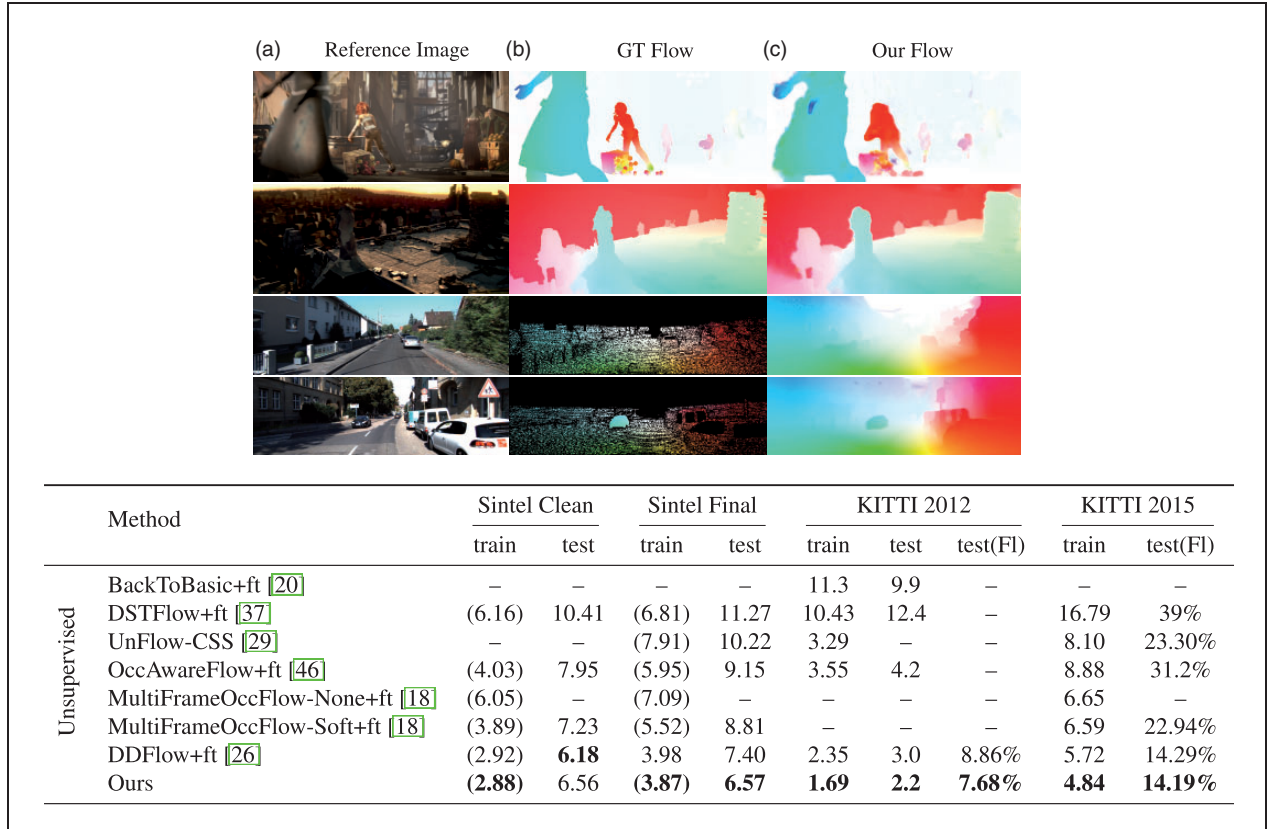 (a) Reference Image (b) GT Flow (c) Our Flow
Unsupervised
Method Sintel Clean Sintel Final KITTI 2012 KITTI 2015
train test train test train test test(Fl) train test(Fl)
BackToBasic+ft [20] – – – – 11.3 9.9 – – –
DSTFlow+ft [37] (6.16) 10.41 (6.81) 11.27 10.43 12.4 – 16.79 39%
UnFlow-CSS [29] – – (7.91) 10.22 3.29 – – 8.10 23.30%
OccAwareFlow+ft [46] (4.03) 7.95 (5.95) 9.15 3.55 4.2 – 8.88 31.2%
MultiFrameOccFlow-None+ft [18] (6.05) – (7.09) – – – – 6.65 –
MultiFrameOccFlow-Soft+ft [18] (3.89) 7.23 (5.52) 8.81 – – – 6.59 22.94%
DDFlow+ft [26] (2.92) 6.18 3.98 7.40 2.35 3.0 8.86% 5.72 14.29%
Ours (2.88) 6.56 (3.87) 6.57 1.69 2.2 7.68% 4.84 14.19%